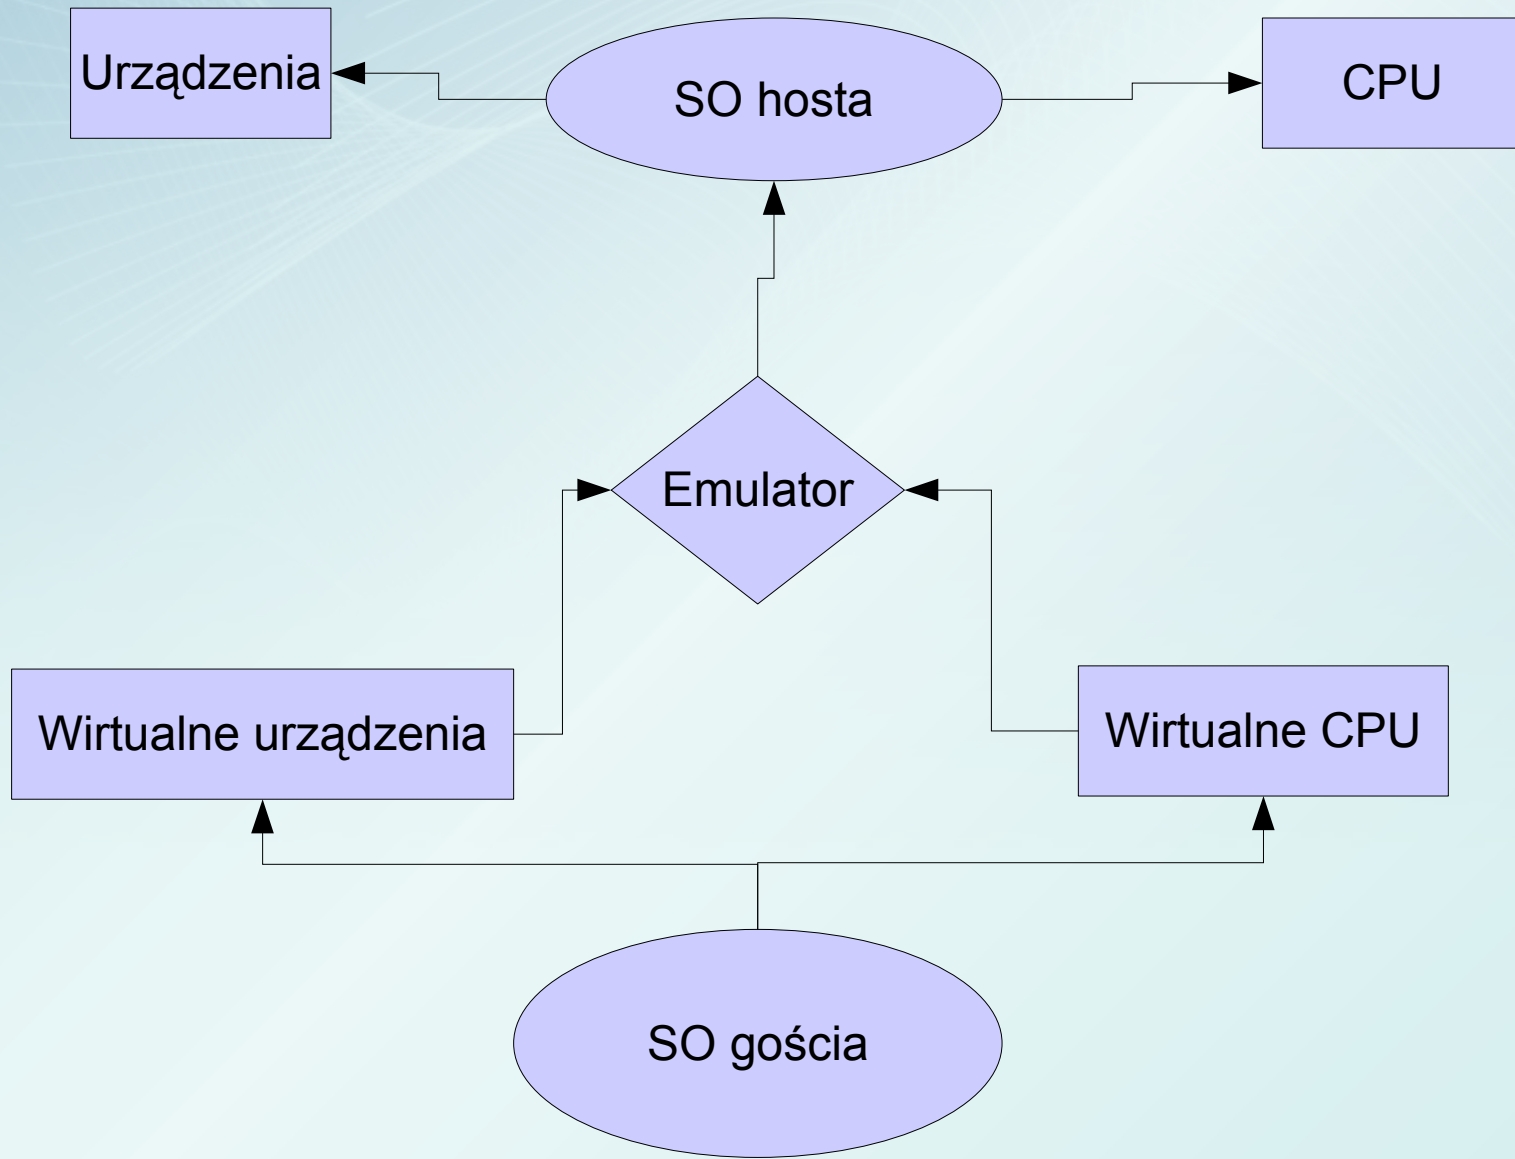 Urządzenia
SO hosta
CPU
Emulator
Wirtualne urządzenia
Wirtualne CPU
SO gościa